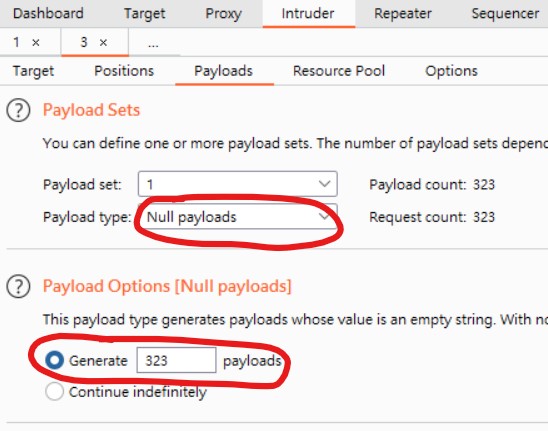 Dashboard Target Proxy Intruder Repeater Sequencer
1 × 3 × ...
Target Positions Payloads Resource Pool Options
? Payload Sets
You can define one or more payload sets. The number of payload sets depenc
Payload set: 1 Payload count: 323
Payload type: Null payloads Request count: 323
? Payload Options [Null payloads]
This payload type generates payloads whose value is an empty string. With no
Generate 323 payloads
Continue indefinitely